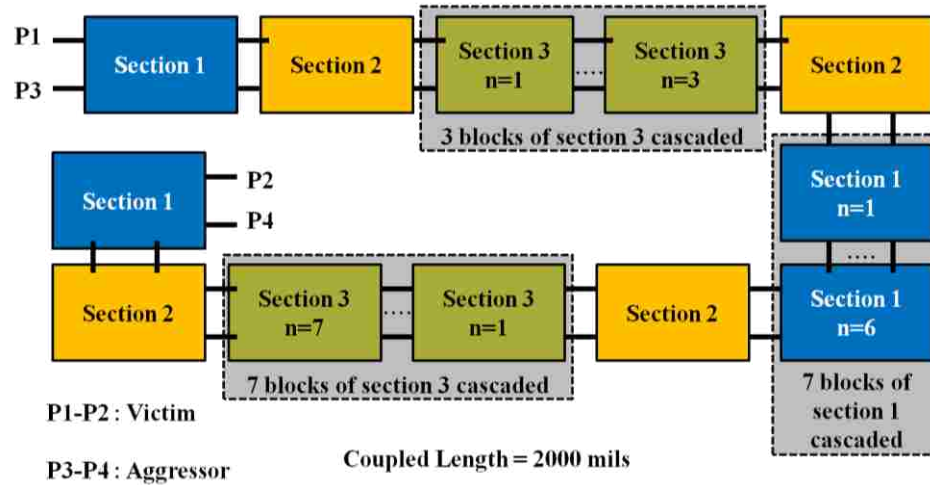 P1
Section 1
Section 2
Section 3
n=1
.....
Section 3
n=3
Section 2
P3
3 blocks of section 3 cascaded
Section 1
P2
P4
Section 1
n=1
....
Section 2
Section 3
n=7
.....
Section 3
n=1
Section 2
Section 1
n=6
7 blocks of section 3 cascaded
7 blocks of
section 1
cascaded
P1-P2 : Victim
P3-P4 : Aggressor
Coupled Length = 2000 mils